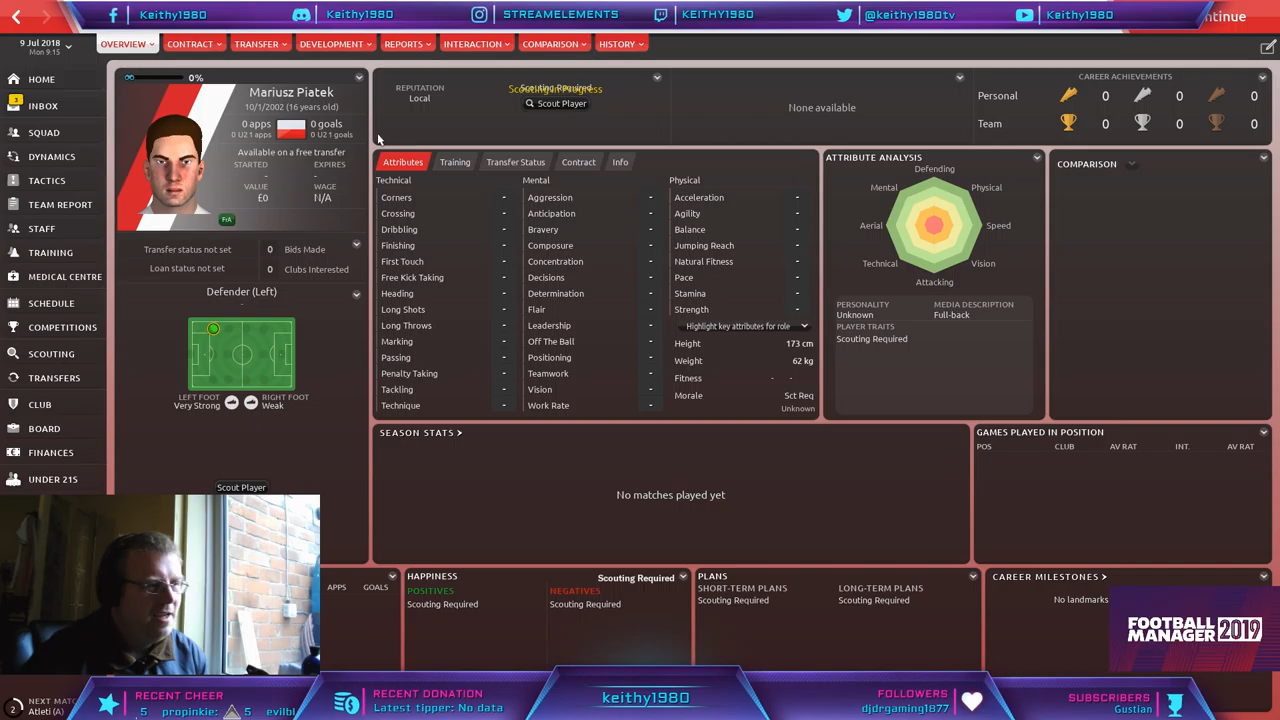 Keithy1980
Keithy1980
STREAMELEMENTS
KEITHY1980
@keithy1980tv
Keithy1980
ntinue
9 Jul 2018
Mon 9:15
OVERVIEW
CONTRACT
TRANSFER
DEVELOPMENT
REPORTS
INTERACTION
COMPARISON
HISTORY
HOME
3
INBOX
SQUAD
DYNAMICS
TACTICS
TEAM REPORT
STAFF
TRAINING
MEDICAL CENTRE
SCHEDULE
COMPETITIONS
SCOUTING
TRANSFERS
CLUB
BOARD
FINANCES
UNDER 21S
0%
Mariusz Piatek
10/1/2002 (16 years old)
0 apps 0 goals
0 U21 apps 0 U21 goals
Available on a free transfer
STARTED EXPIRES
- -
VALUE WAGE
£0 N/A
FrA
Transfer status not set 0 Bids Made
Loan status not set 0 Clubs Interested
Defender (Left)
-
LEFT FOOT RIGHT FOOT
Very Strong Weak
Scout Player
REPUTATION
Local
Scouting In Progress
Scouting Required
Scout Player
None available
CAREER ACHIEVEMENTS
Personal 0 0 0
Team 0 0 0
Attributes Training Transfer Status Contract Info
Technical Mental Physical
Corners - Aggression - Acceleration -
Crossing - Anticipation - Agility -
Dribbling - Bravery - Balance -
Finishing - Composure - Jumping Reach -
First Touch - Concentration - Natural Fitness -
Free Kick Taking - Decisions - Pace -
Heading - Determination - Stamina -
Long Shots - Flair - Strength -
Long Throws - Leadership - Highlight key attributes for role
Marking - Off The Ball - Height 173 cm
Passing - Positioning - Weight 62 kg
Penalty Taking - Teamwork - Fitness - -
Tackling - Vision - Morale Sct Req
Technique - Work Rate - Unknown
ATTRIBUTE ANALYSIS
Defending
Mental Physical
Aerial Speed
Technical Vision
Attacking
PERSONALITY MEDIA DESCRIPTION
Unknown Full-back
PLAYER TRAITS
Scouting Required
COMPARISON
SEASON STATS >
No matches played yet
GAMES PLAYED IN POSITION
POS CLUB AV RAT INT. AV RAT
APPS GOALS
HAPPINESS Scouting Required
POSITIVES NEGATIVES
Scouting Required Scouting Required
PLANS
SHORT-TERM PLANS LONG-TERM PLANS
Scouting Required Scouting Required
CAREER MILESTONES >
No landmarks
FOOTBALL
MANAGER 2019
2
NEXT MATC
Atleti (A)
RECENT CHEER
5 propinkie: 5 evilbl
RECENT DONATION
Latest tipper: No data
keithy1980
FOLLOWERS
djdrgaming1877
SUBSCRIBERS
Gustian